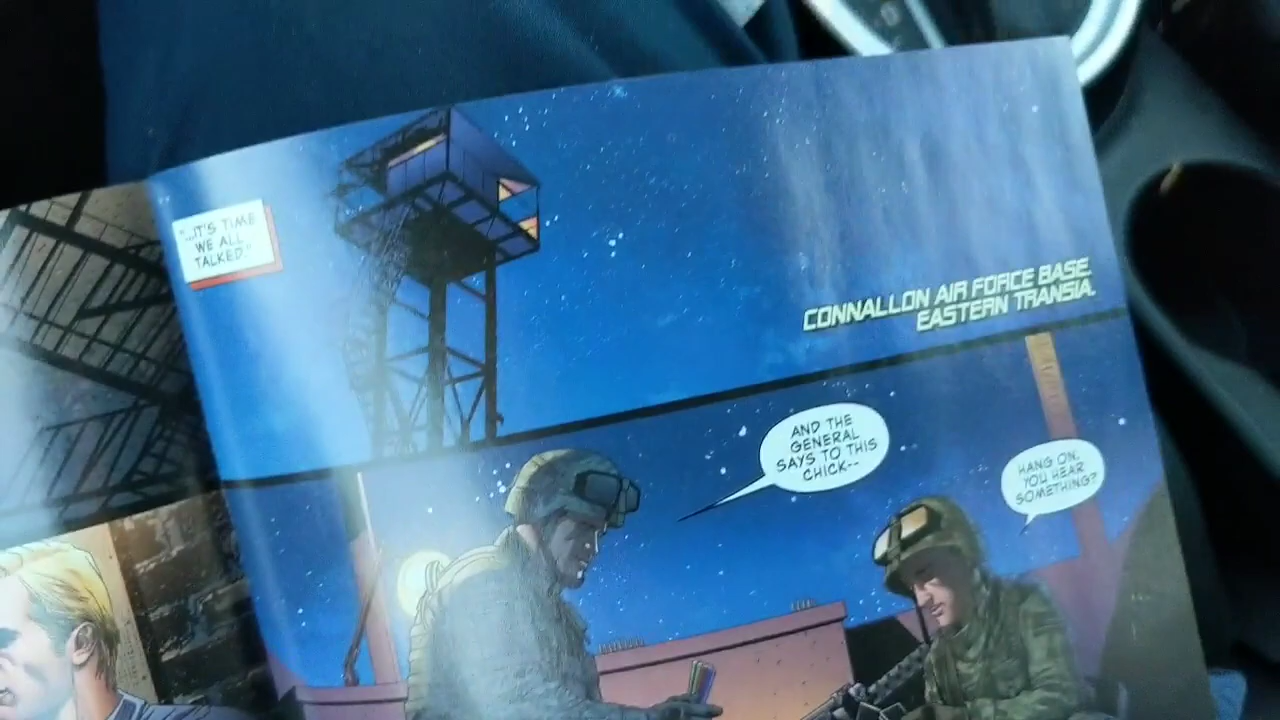 "...IT'S TIME
WE ALL
TALKED."
CONNALLON AIR FORCE BASE.
EASTERN TRANSIA.
AND THE
GENERAL
SAYS TO THIS
CHICK--
HANG ON.
YOU HEAR
SOMETHING?